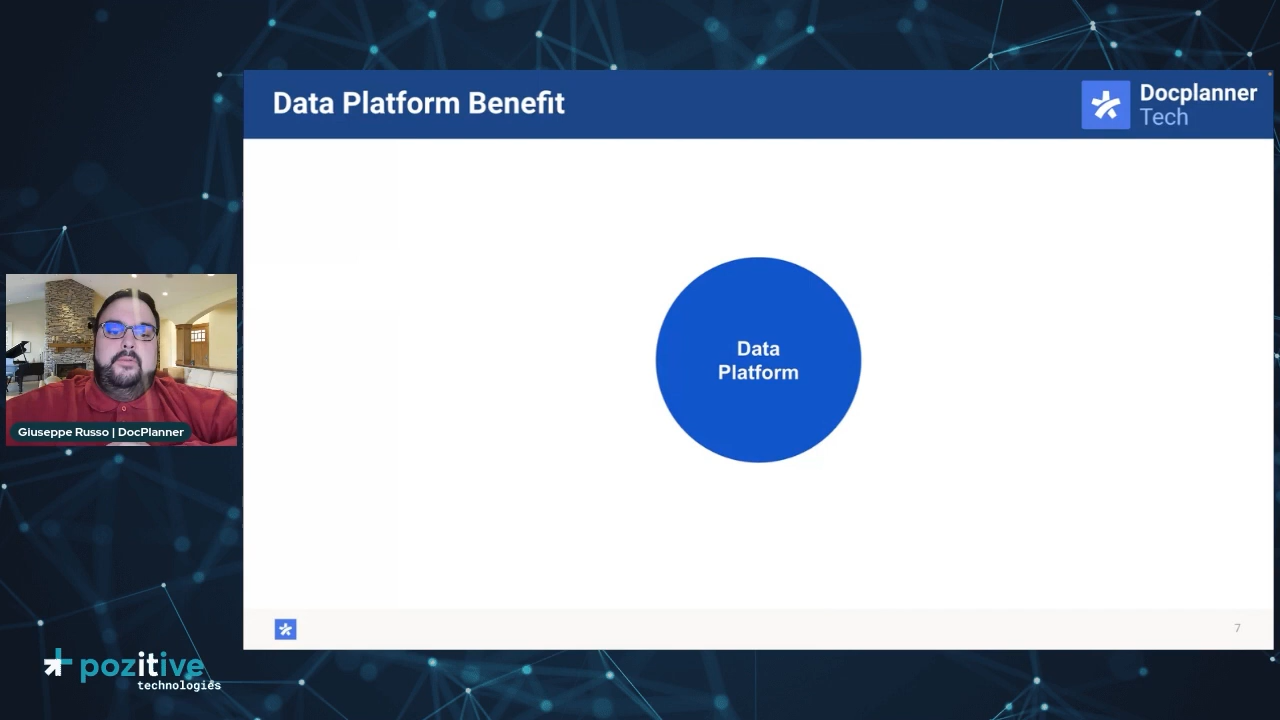 Data Platform Benefit
Docplanner
Tech
Data
Platform
Giuseppe Russo | DocPlanner
7
pozitive
technologies